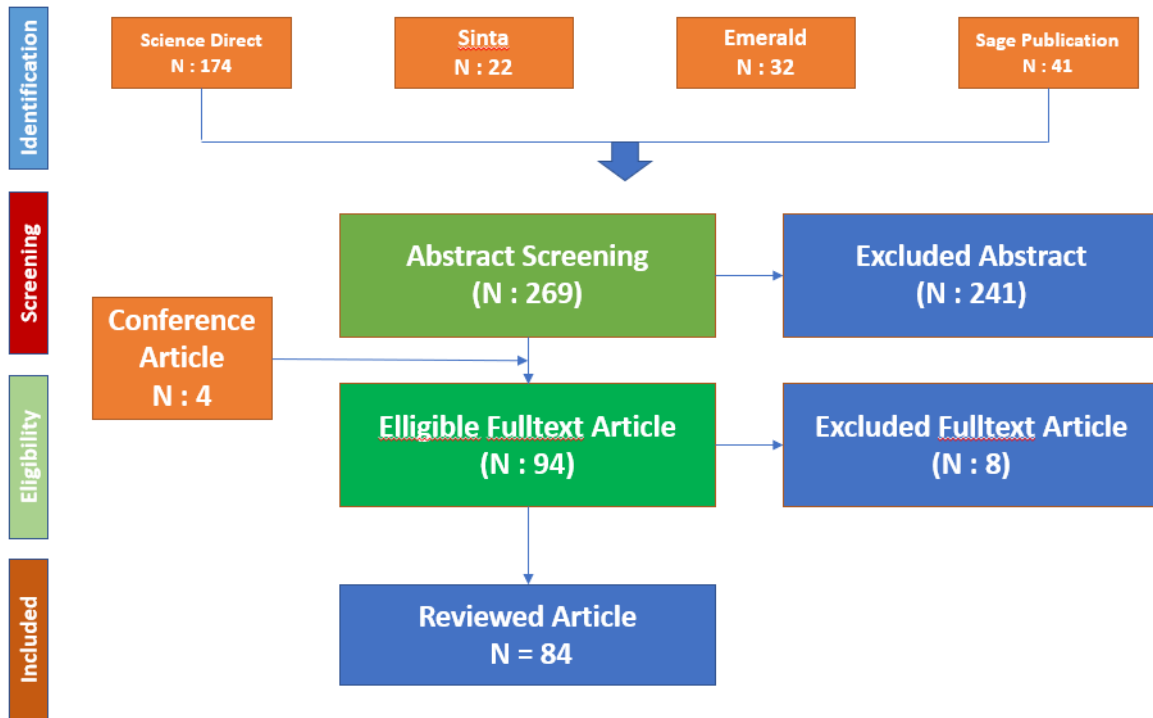 Identification
Science Direct
N : 174
Sinta
N : 22
Emerald
N : 32
Sage Publication
N : 41
Screening
Abstract Screening
(N : 269)
Excluded Abstract
(N : 241)
Conference
Article
N : 4
Eligibility
Elligible Fulltext Article
(N : 94)
Excluded Fulltext Article
(N : 8)
Included
Reviewed Article
N = 84